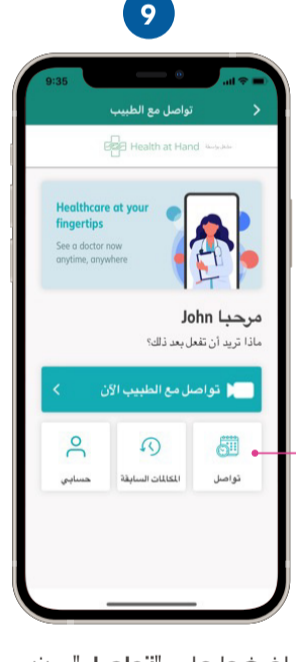 9
9:35
تواصل مع الطبيب
Health at Hand
Healthcare at your
fingertips
See a doctor now
anytime, anywhere
مرحبا John
ماذا تريد أن تفعل بعد ذلك؟
تواصل مع الطبيب الآن
تواصل
المكالمات السابقة
حسابي
"تواصل"